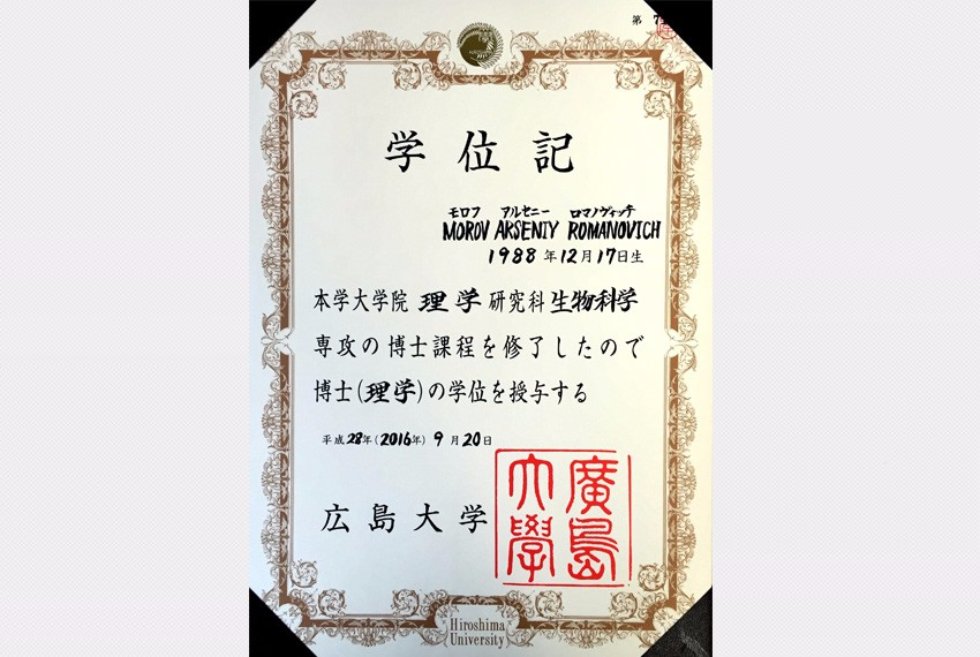 第 7
学位記
モロフ アルセニー ロマノヴィッチ
MOROV ARSENIY ROMANOVICH
1988年12月17日生
本学大学院理学研究科生物科学
専攻の博士課程を修了したので
博士(理学)の学位を授与する
平成28年(2016年)9月20日
広島大学
廣島大學
Hiroshima
University